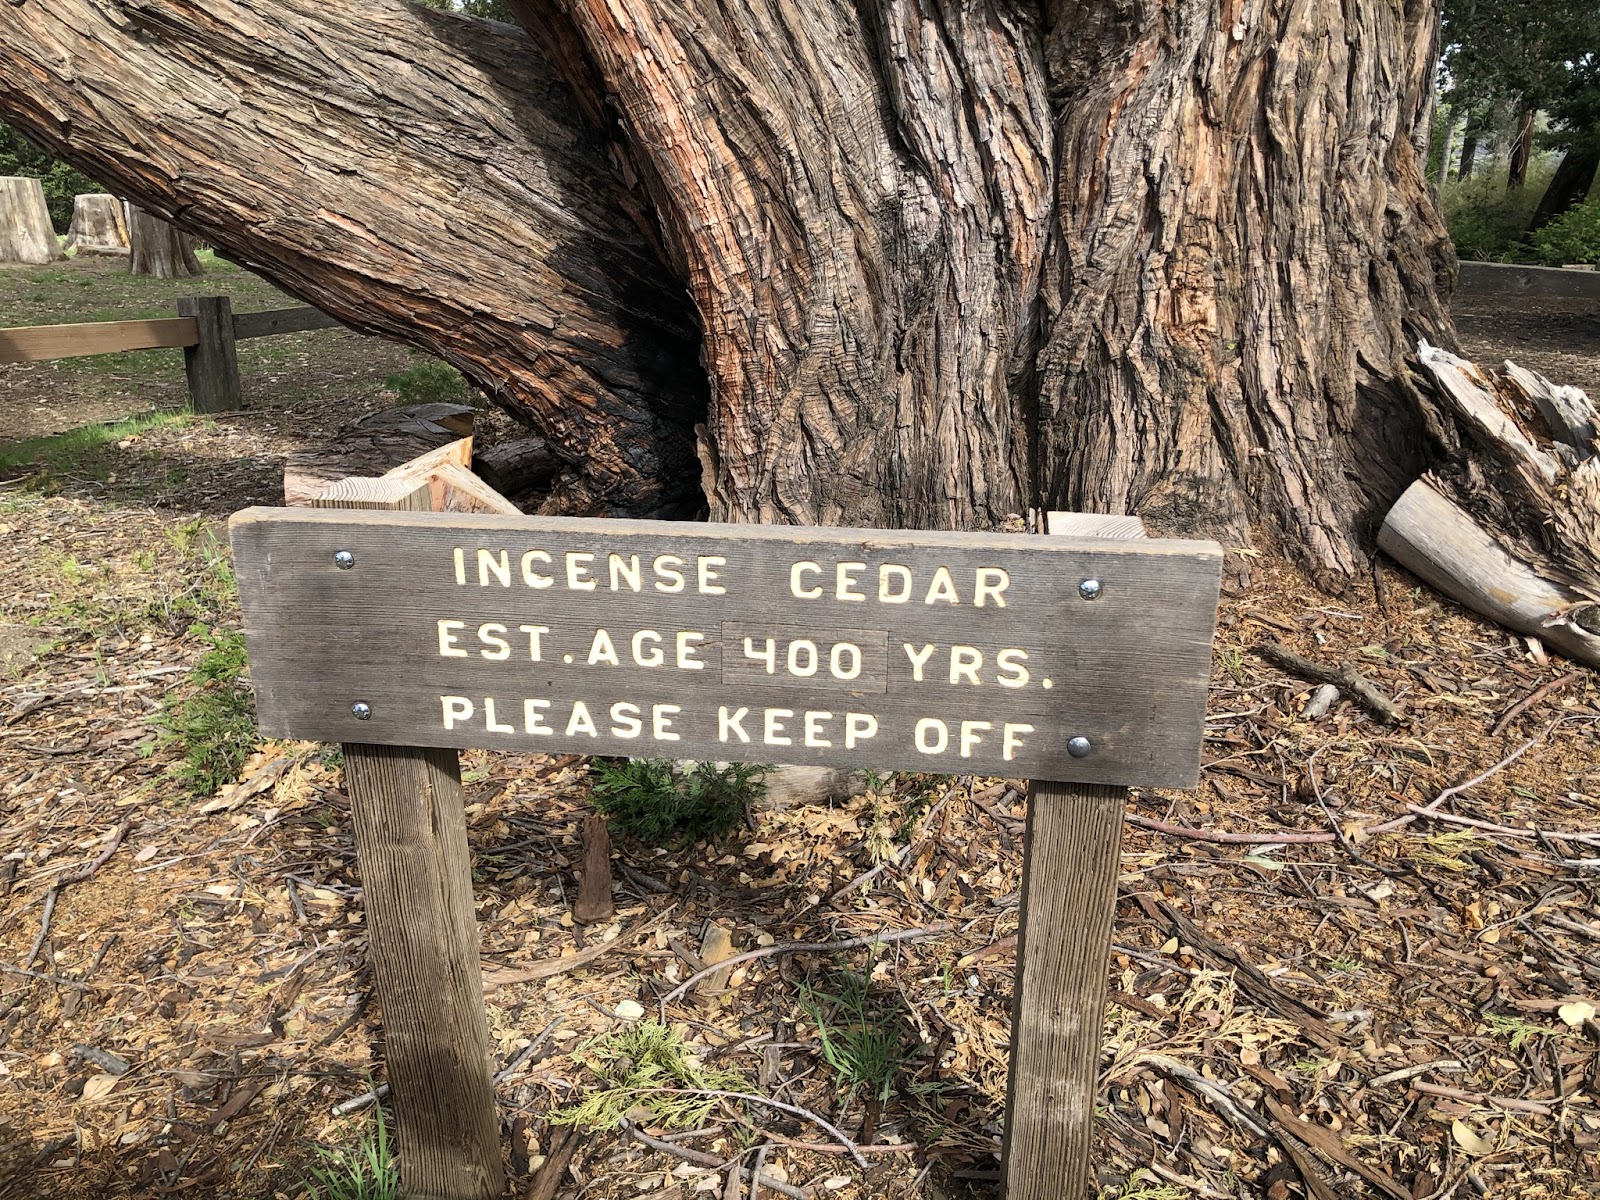 INCENSE CEDAR
EST. AGE 400 YRS.
PLEASE KEEP OFF